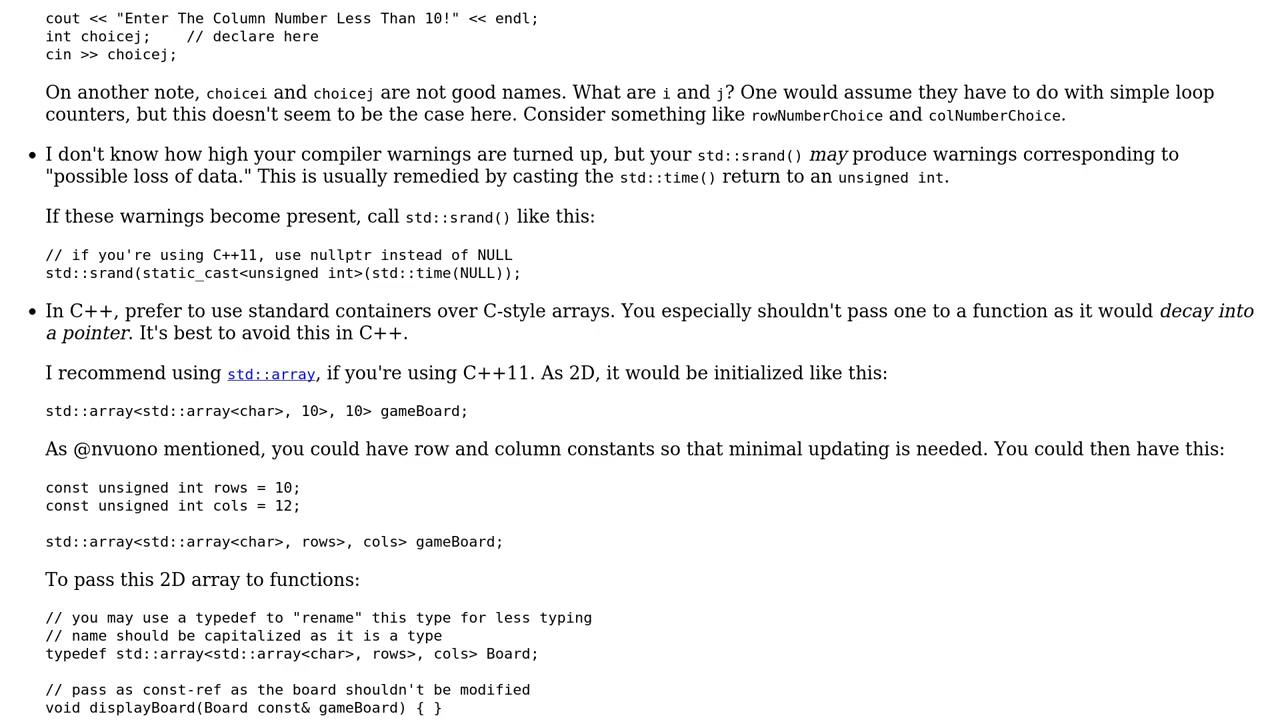 cout << "Enter The Column Number Less Than 10!" << endl;
int choicej;    // declare here
cin >> choicej;
On another note, choicei and choicej are not good names. What are i and j? One would assume they have to do with simple loop
counters, but this doesn't seem to be the case here. Consider something like rowNumberChoice and colNumberChoice.
• I don't know how high your compiler warnings are turned up, but your std::srand() may produce warnings corresponding to
"possible loss of data." This is usually remedied by casting the std::time() return to an unsigned int.
If these warnings become present, call std::srand() like this:
// if you're using C++11, use nullptr instead of NULL
std::srand(static_cast<unsigned int>(std::time(NULL));
• In C++, prefer to use standard containers over C-style arrays. You especially shouldn't pass one to a function as it would decay into
a pointer. It's best to avoid this in C++.
I recommend using std::array, if you're using C++11. As 2D, it would be initialized like this:
std::array<std::array<char>, 10>, 10> gameBoard;
As @nvuono mentioned, you could have row and column constants so that minimal updating is needed. You could then have this:
const unsigned int rows = 10;
const unsigned int cols = 12;
std::array<std::array<char>, rows>, cols> gameBoard;
To pass this 2D array to functions:
// you may use a typedef to "rename" this type for less typing
// name should be capitalized as it is a type
typedef std::array<std::array<char>, rows>, cols> Board;
// pass as const-ref as the board shouldn't be modified
void displayBoard(Board const& gameBoard) { }